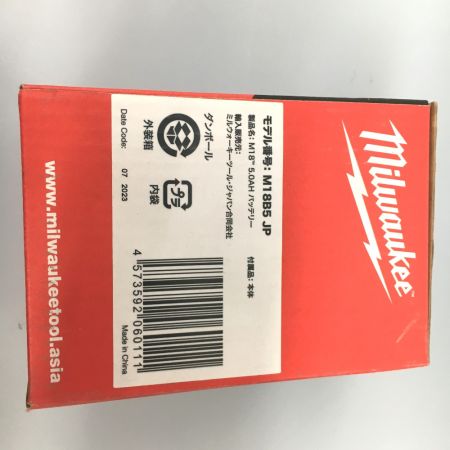 Milwaukee™
モデル番号: M18B5 JP
製品名: M18™ 5.0AH バッテリー
付属品: 本体
輸入販売元:
ミルウォーキーツール・ジャパン合同会社
ダンボール
外装箱
プラ
内袋
Date Code: 07 2023
4 573592 060111
Made in China
www.milwaukeetool.asia